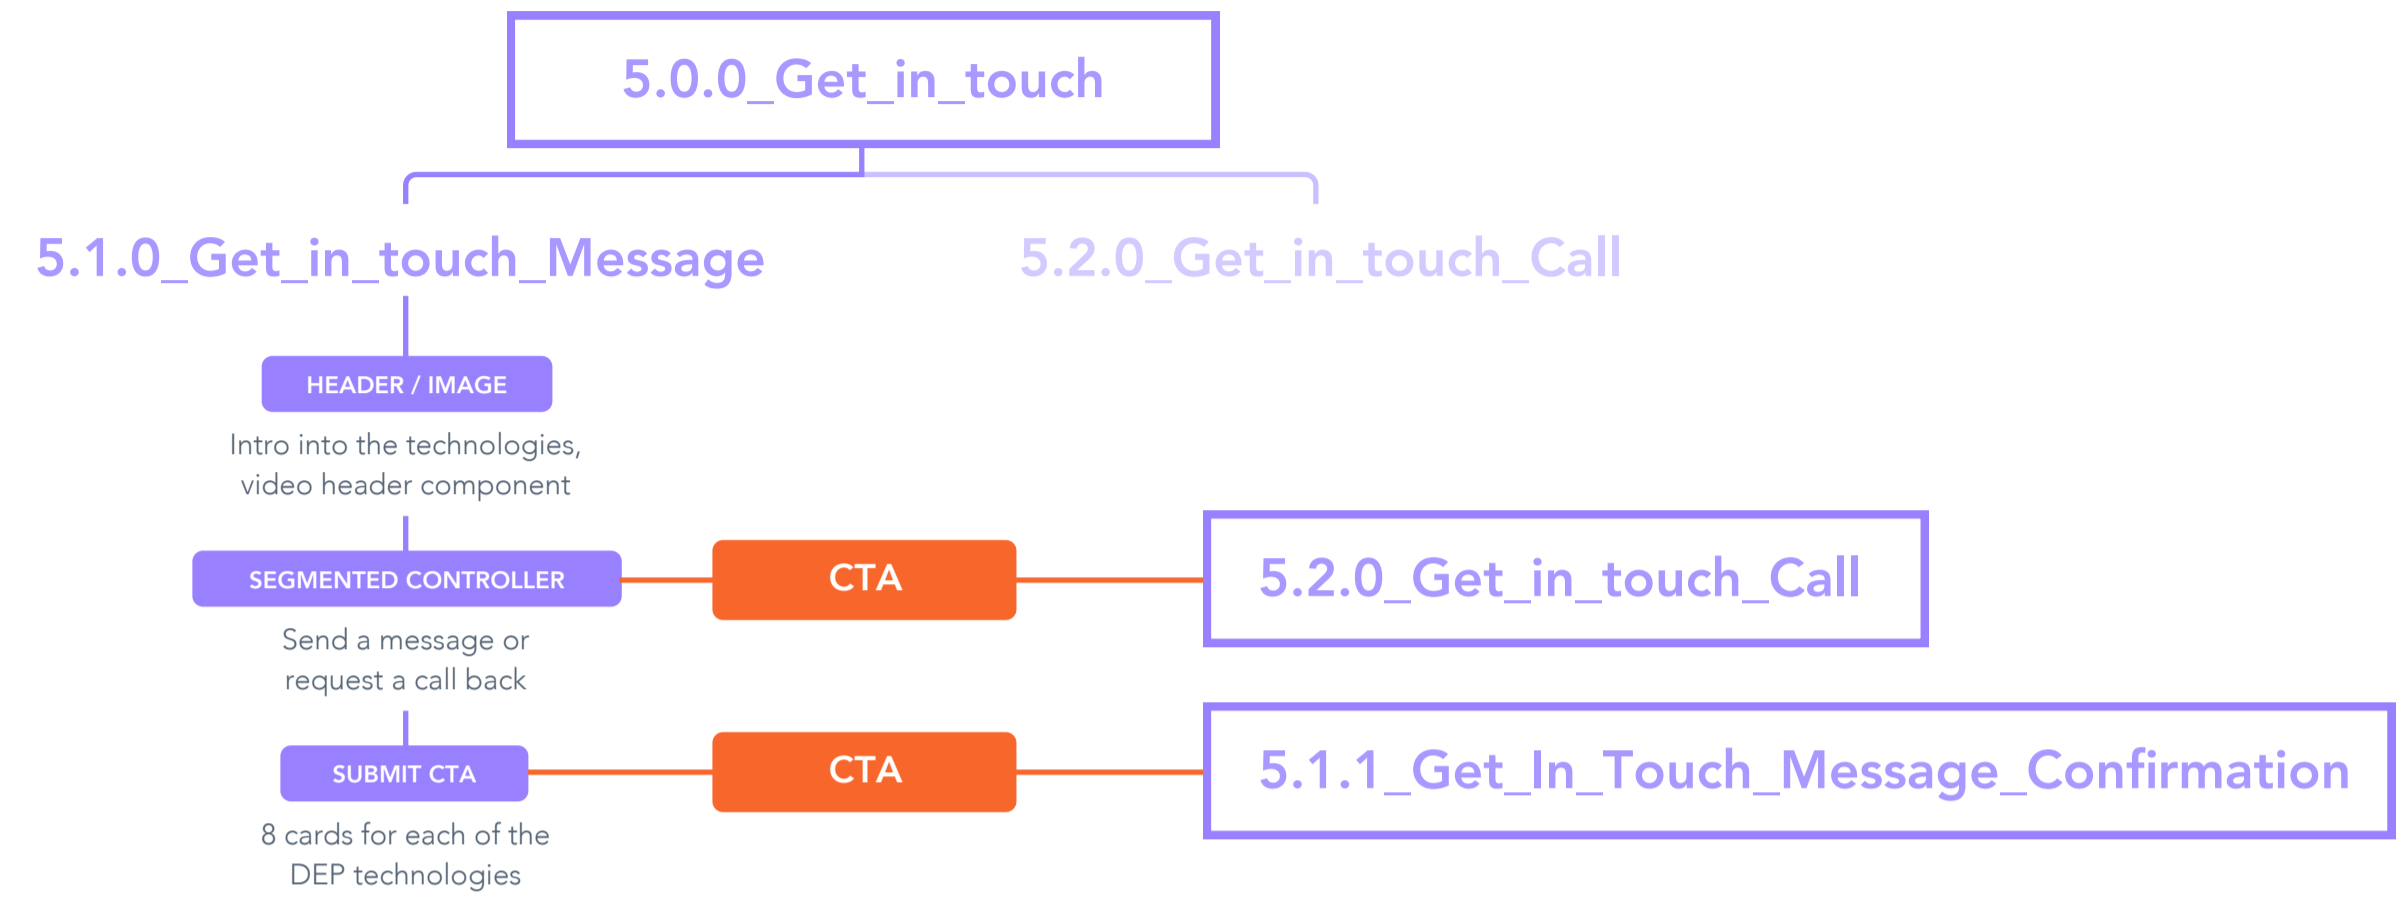 5.0.0_Get_in_touch
5.1.0_Get_in_touch_Message
5.2.0_Get_in_touch_Call
HEADER / IMAGE
Intro into the technologies,
video header component
SEGMENTED CONTROLLER
CTA
5.2.0_Get_in_touch_Call
Send a message or
request a call back
SUBMIT CTA
CTA
5.1.1_Get_In_Touch_Message_Confirmation
8 cards for each of the
DEP technologies